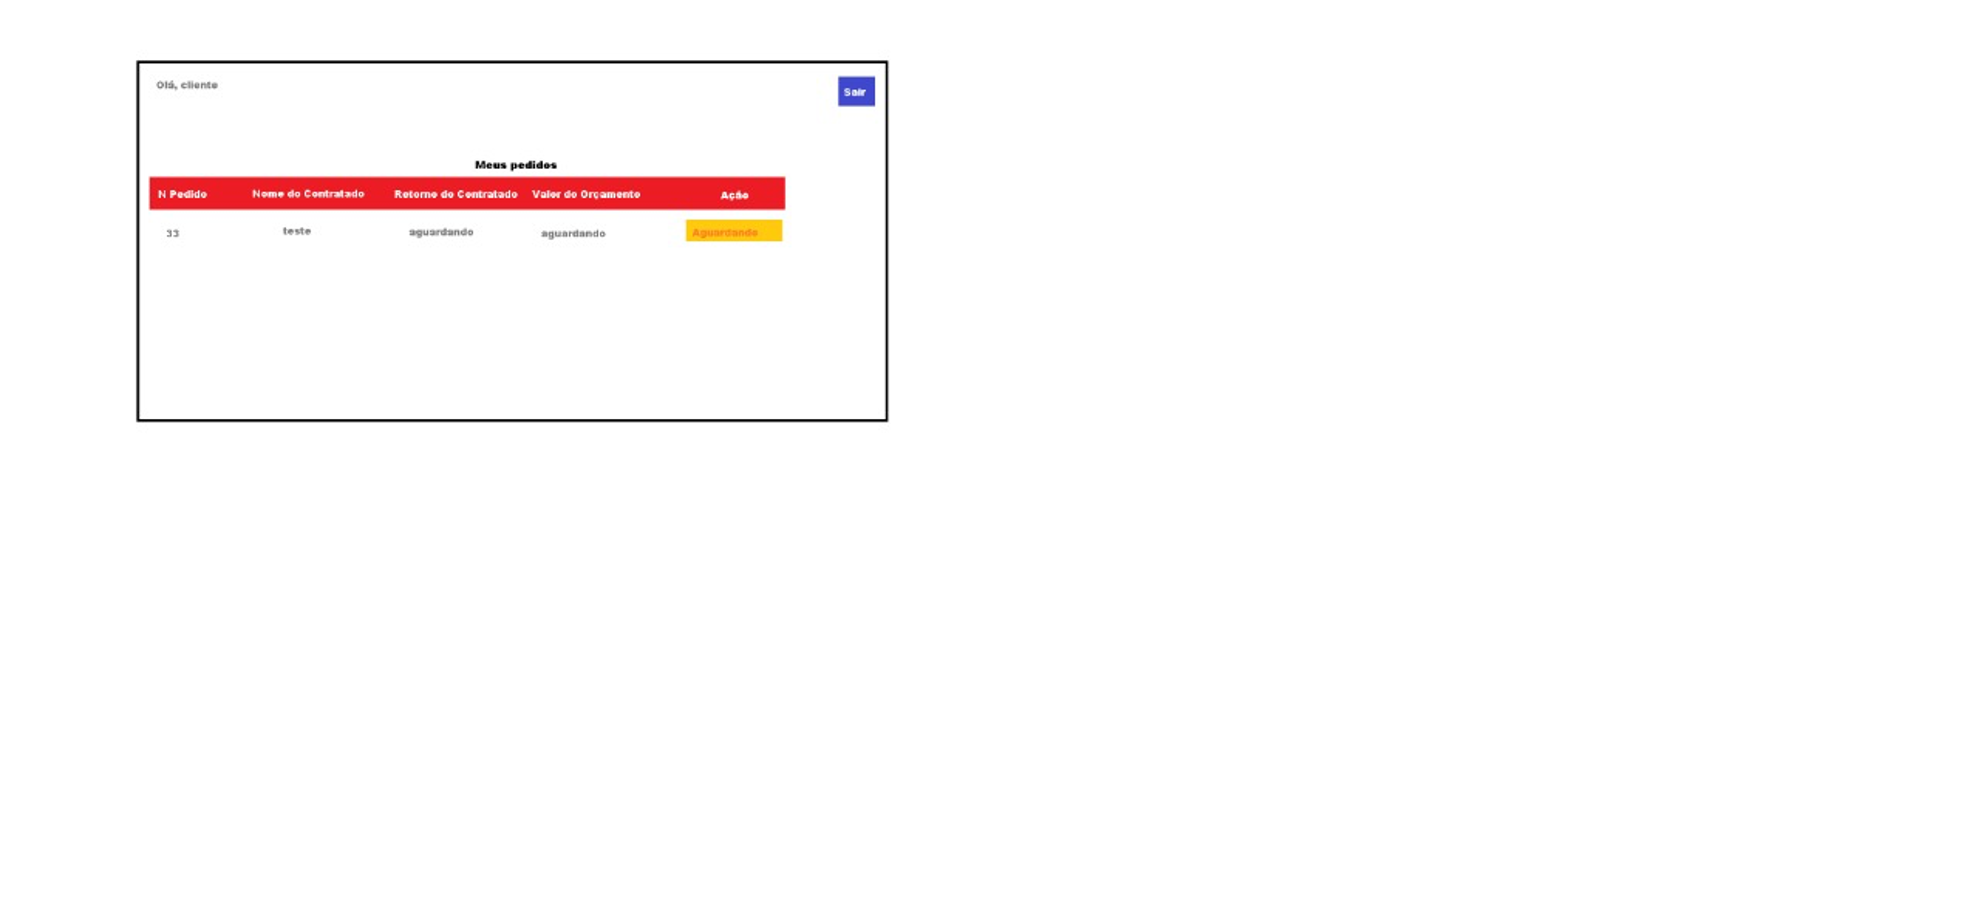 Olá, cliente
Sair
Meus pedidos
N Pedido Nome do Contratado Retorno do Contratado Valor do Orçamento Ação
33 teste aguardando aguardando Aguardando